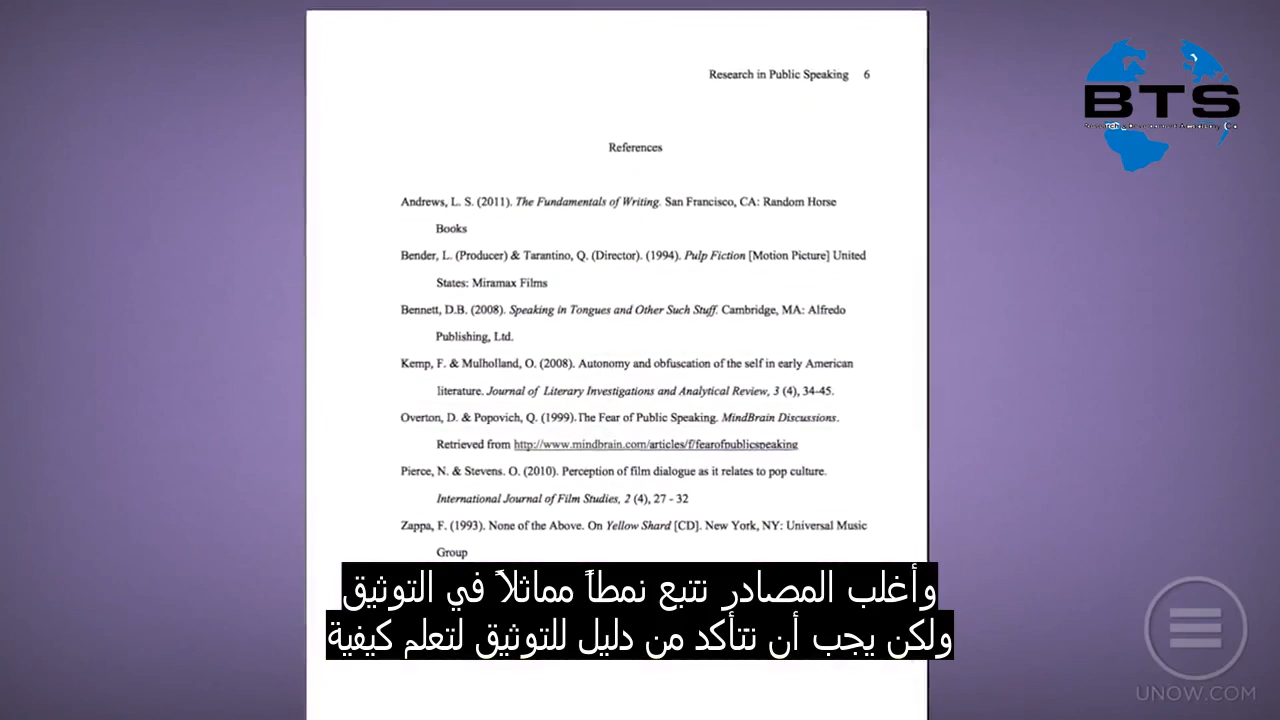 Research in Public Speaking 6
BTS
References
Andrews, L. S. (2011). The Fundamentals of Writing. San Francisco, CA: Random Horse
Books
Bender, L. (Producer) & Tarantino, Q. (Director). (1994). Pulp Fiction [Motion Picture] United
States: Miramax Films
Bennett, D.B. (2008). Speaking in Tongues and Other Such Stuff. Cambridge, MA: Alfredo
Publishing, Ltd.
Kemp, F. & Mulholland, O. (2008). Autonomy and obfuscation of the self in early American
literature. Journal of Literary Investigations and Analytical Review, 3 (4), 34-45.
Overton, D. & Popovich, Q. (1999).The Fear of Public Speaking. MindBrain Discussions.
Retrieved from http://www.mindbrain.com/articles/f/fearofpublicspeaking
Pierce, N. & Stevens. O. (2010). Perception of film dialogue as it relates to pop culture.
International Journal of Film Studies, 2 (4), 27 - 32
Zappa, F. (1993). None of the Above. On Yellow Shard [CD]. New York, NY: Universal Music
Group
وأغلب المصادر تتبع نمطاً مماثلاً في التوثيق
ولكن يجب أن نتأكد من دليل للتوثيق لتعلم كيفية
UNOW.COM